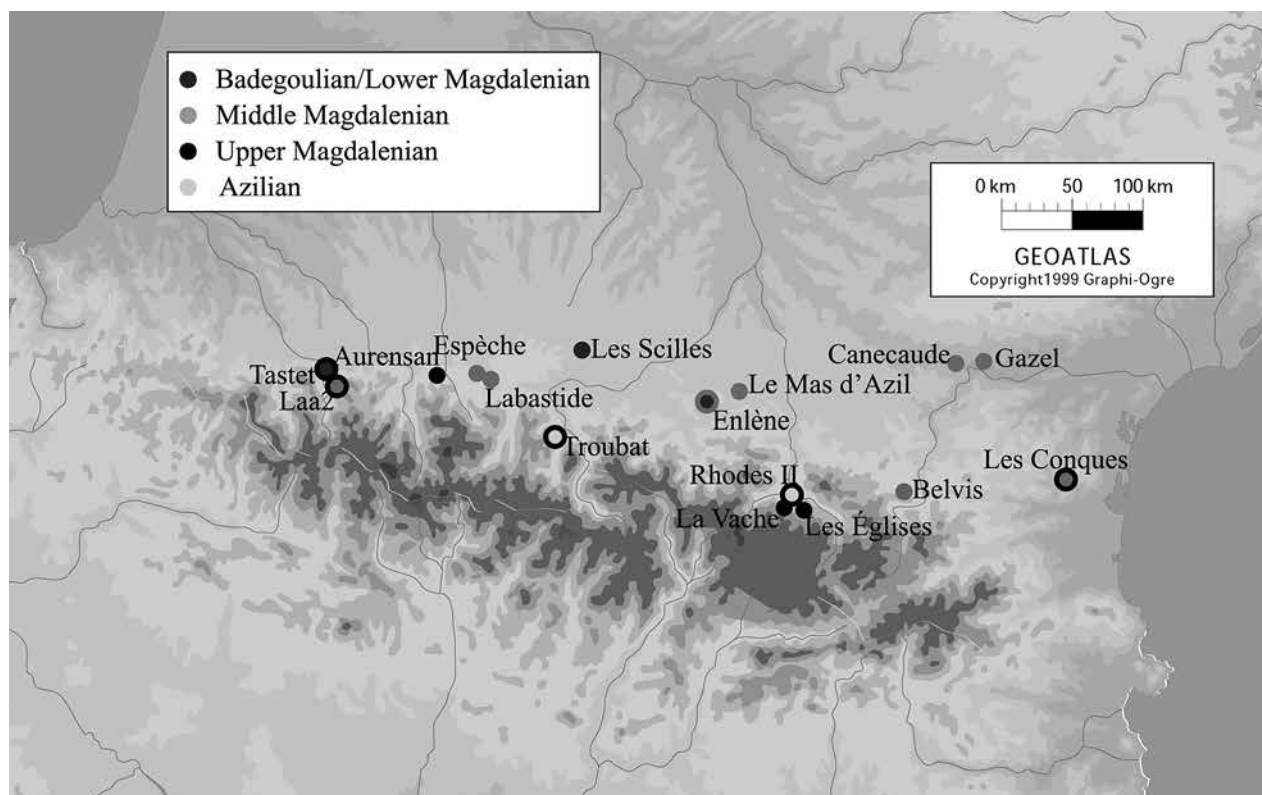 Badegoulian/Lower Magdalenian
Middle Magdalenian
Upper Magdalenian
Azilian
0 km 50 100 km
GEOATLAS
Copyright1999 Graphi-Ogre
Aurensan
Espèche
Les Scilles
Canecaude
Gazel
Tastet
Laa2
Labastide
Le Mas d’Azil
Enlène
Troubat
Les Conques
Rhodes II
Belvis
La Vache
Les Églises